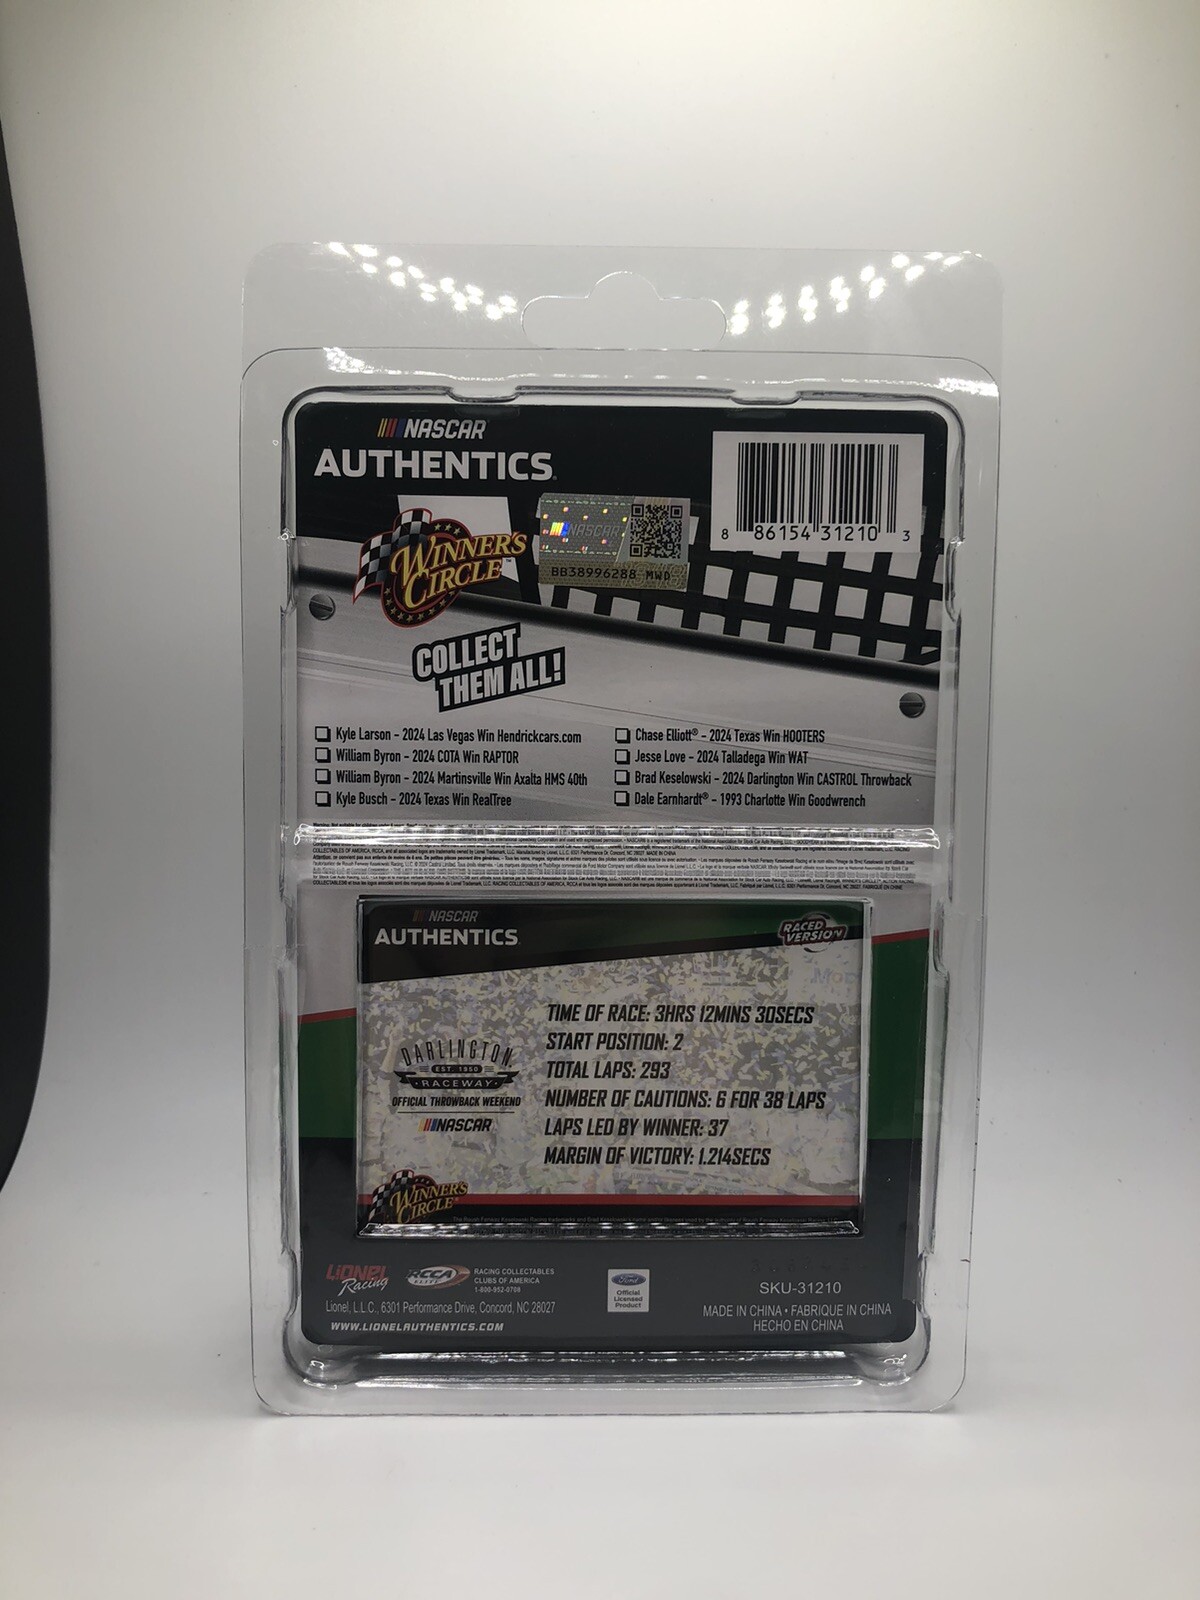 NASCAR
AUTHENTICS
8 86154 31210 3
NASCAR
BB38996288 MWD
WINNER'S
CIRCLE™
COLLECT
THEM ALL!
Kyle Larson - 2024 Las Vegas Win Hendrickcars.com
William Byron - 2024 COTA Win RAPTOR
William Byron - 2024 Martinsville Win Axalta HMS 40th
Kyle Busch - 2024 Texas Win RealTree
Chase Elliott® - 2024 Texas Win HOOTERS
Jesse Love - 2024 Talladega Win WAT
Brad Keselowski - 2024 Darlington Win CASTROL Throwback
Dale Earnhardt® - 1993 Charlotte Win Goodwrench
NASCAR
AUTHENTICS
RACED
VERSION
DARLINGTON
EST. 1950
RACEWAY
OFFICIAL THROWBACK WEEKEND
NASCAR
TIME OF RACE: 3HRS 12MINS 30SECS
START POSITION: 2
TOTAL LAPS: 293
NUMBER OF CAUTIONS: 6 FOR 38 LAPS
LAPS LED BY WINNER: 37
MARGIN OF VICTORY: 1.214SECS
WINNER'S
CIRCLE
LIONEL
Racing
RCCA
ELITE
RACING COLLECTABLES
CLUBS OF AMERICA
1-800-952-0708
Lionel, L.L.C., 6301 Performance Drive, Concord, NC 28027
WWW.LIONELAUTHENTICS.COM
Ford
Official
Licensed
Product
SKU-31210
MADE IN CHINA • FABRIQUE IN CHINA
HECHO EN CHINA